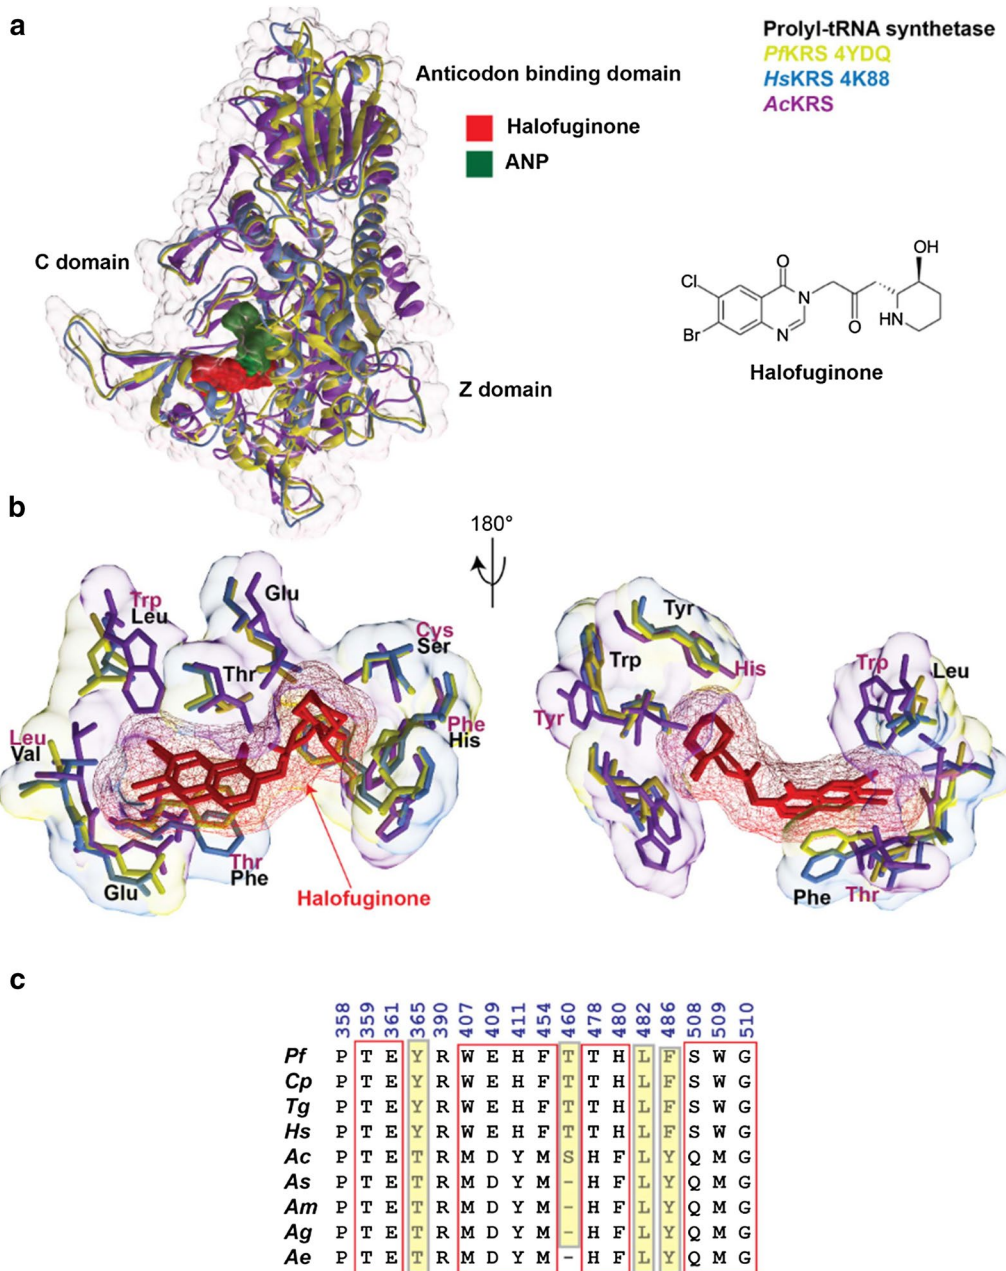 a
Prolyl-tRNA synthetase
PfKRS 4YDQ
HsKRS 4K88
AcKRS
Anticodon binding domain
Halofuginone
ANP
C domain
Z domain
OH
O
Cl
N
Br
N
O
HN
Halofuginone
b
180°
Trp
Leu
Glu
Thr
Cys
Ser
Leu
Val
Phe
His
Thr
Phe
Glu
Halofuginone
Tyr
Trp
His
Trp
Leu
Tyr
Phe
Thr
c
358 359 361 365 390 407 409 411 454 460 478 480 482 486 508 509 510
Pf P T E Y R W E H F T T H L F S W G
Cp P T E Y R W E H F T T H L F S W G
Tg P T E Y R W E H F T T H L F S W G
Hs P T E Y R W E H F T T H L F S W G
Ac P T E T R M D Y M S H F L Y Q M G
As P T E T R M D Y M - H F L Y Q M G
Am P T E T R M D Y M - H F L Y Q M G
Ag P T E T R M D Y M - H F L Y Q M G
Ae P T E T R M D Y M - H F L Y Q M G